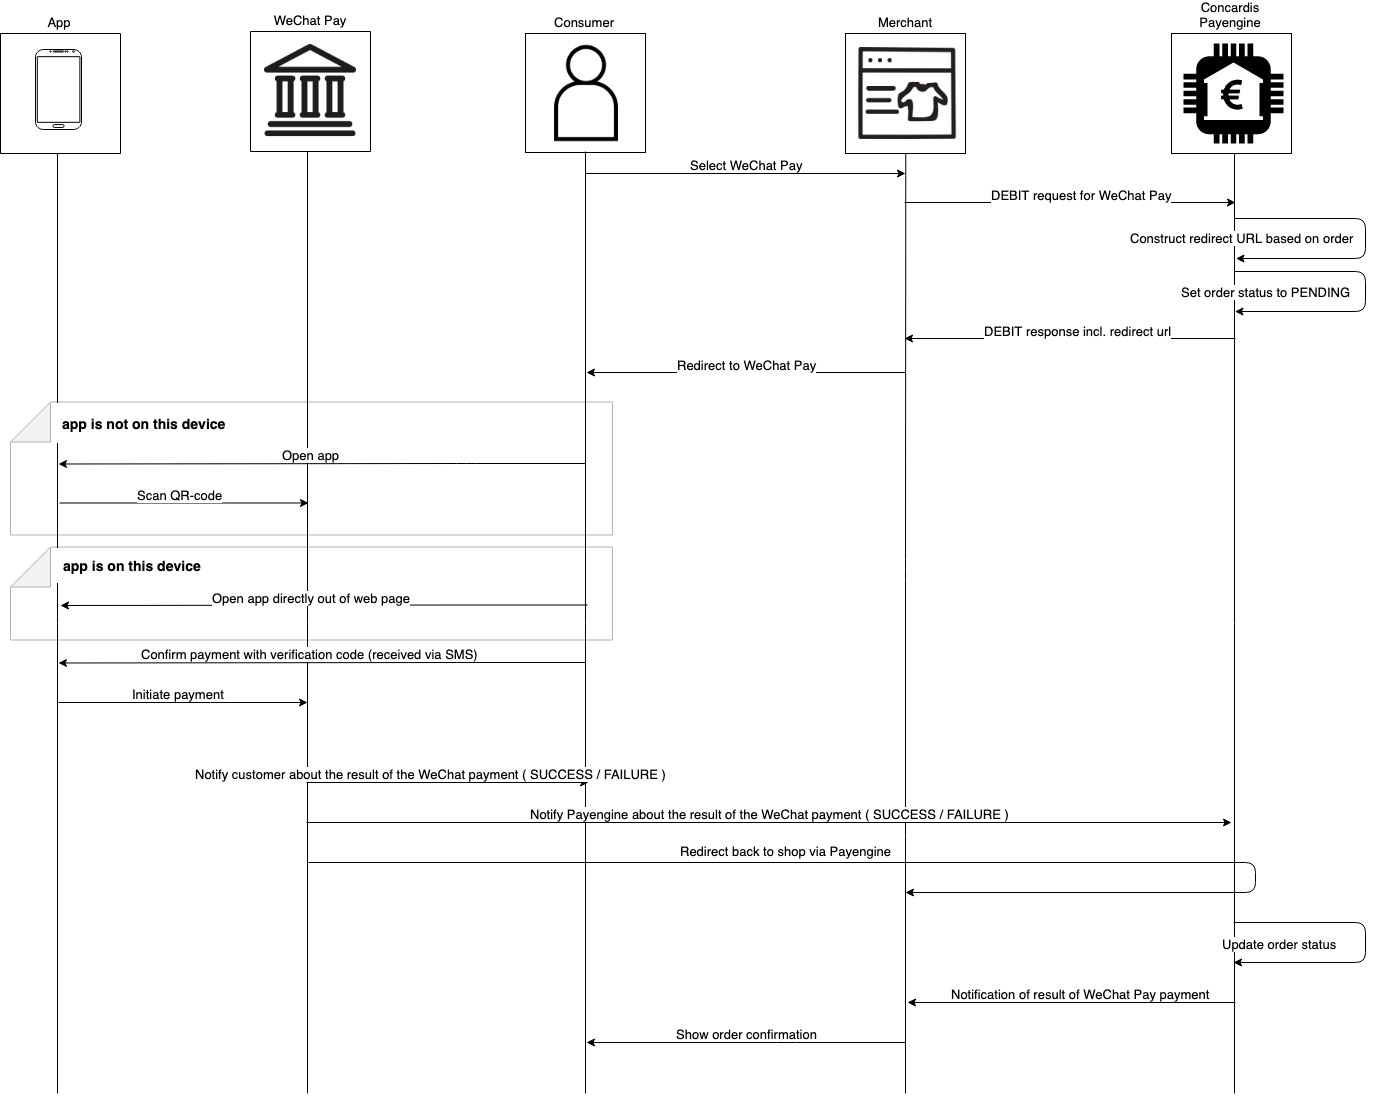 App
WeChat Pay
Consumer
Merchant
Concardis
Payengine
€
Select WeChat Pay
DEBIT request for WeChat Pay
Construct redirect URL based on order
Set order status to PENDING
DEBIT response incl. redirect url
Redirect to WeChat Pay
app is not on this device
Open app
Scan QR-code
app is on this device
Open app directly out of web page
Confirm payment with verification code (received via SMS)
Initiate payment
Notify customer about the result of the WeChat payment ( SUCCESS / FAILURE )
Notify Payengine about the result of the WeChat payment ( SUCCESS / FAILURE )
Redirect back to shop via Payengine
Update order status
Notification of result of WeChat Pay payment
Show order confirmation